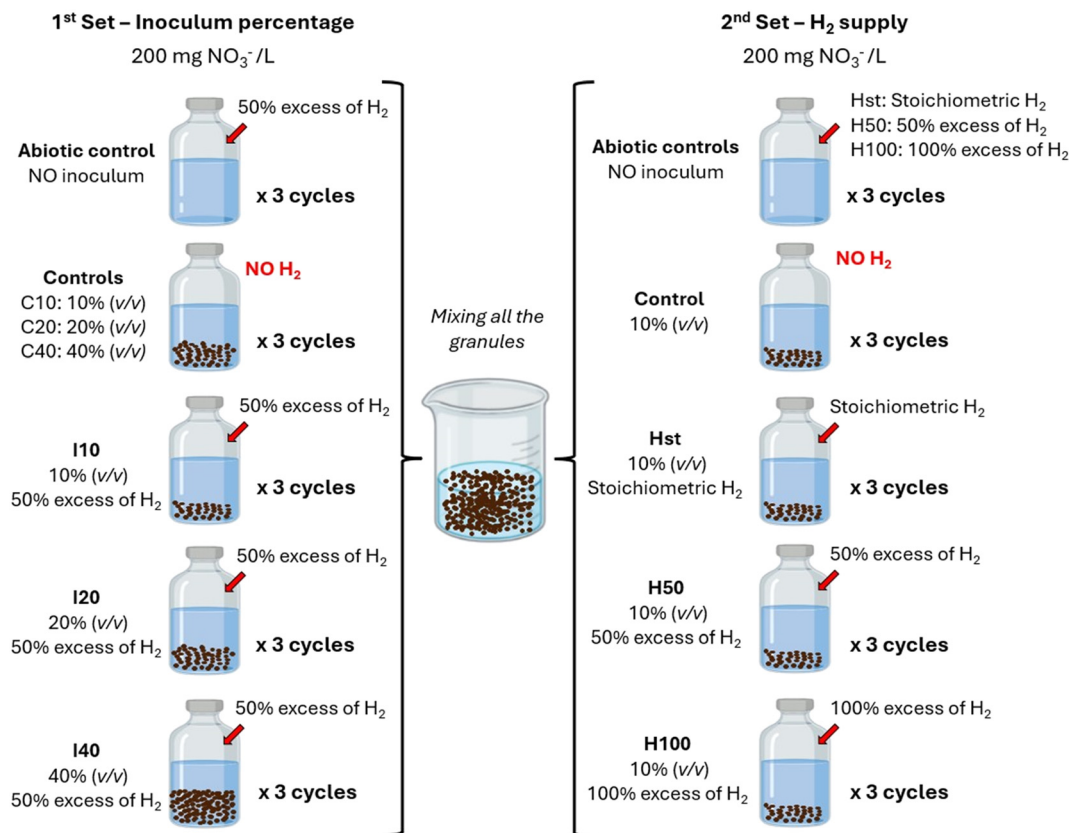 1st Set – Inoculum percentage
200 mg NO3-/L
50% excess of H2
Abiotic control
NO inoculum
x 3 cycles
NO H2
Controls
C10: 10% (v/v)
C20: 20% (v/v)
C40: 40% (v/v)
x 3 cycles
50% excess of H2
I10
10% (v/v)
50% excess of H2
x 3 cycles
50% excess of H2
I20
20% (v/v)
50% excess of H2
x 3 cycles
50% excess of H2
I40
40% (v/v)
50% excess of H2
x 3 cycles
Mixing all the
granules
2nd Set – H2 supply
200 mg NO3-/L
Hst: Stoichiometric H2
H50: 50% excess of H2
H100: 100% excess of H2
Abiotic controls
NO inoculum
x 3 cycles
NO H2
Control
10% (v/v)
x 3 cycles
Stoichiometric H2
Hst
10% (v/v)
Stoichiometric H2
x 3 cycles
50% excess of H2
H50
10% (v/v)
50% excess of H2
x 3 cycles
100% excess of H2
H100
10% (v/v)
100% excess of H2
x 3 cycles